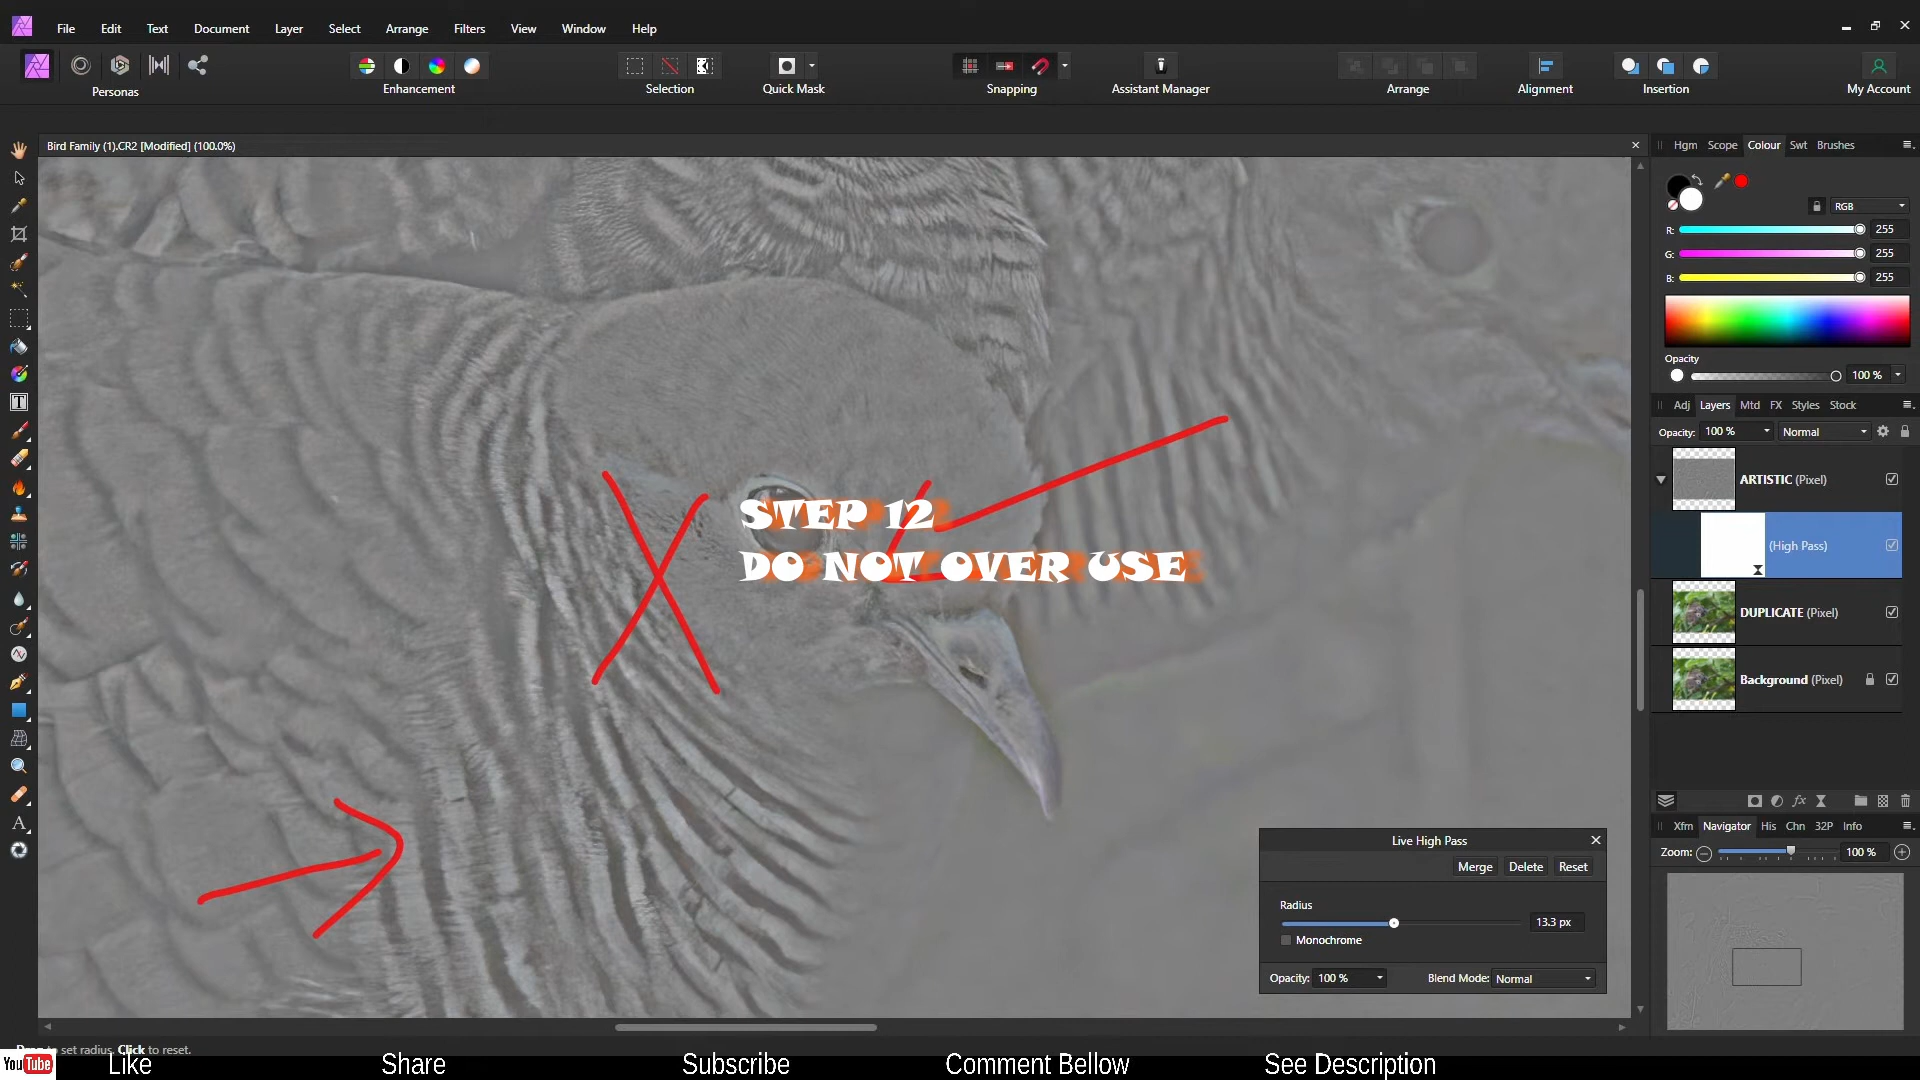 File Edit Text Document Layer Select Arrange Filters View Window Help
Personas Enhancement Selection Quick Mask Snapping Assistant Manager Arrange Alignment Insertion My Account
Bird Family (1).CR2 [Modified] (100.0%)
Hgm Scope Colour Swt Brushes
RGB
R: 255
G: 255
B: 255
Opacity
100 %
Adj Layers Mtd FX Styles Stock
Opacity: 100 % Normal
ARTISTIC (Pixel)
(High Pass)
DUPLICATE (Pixel)
Background (Pixel)
STEP 12
DO NOT OVER USE
Xfm Navigator His Chn 32P Info
Zoom: 100 %
Live High Pass
Merge Delete Reset
Radius
13.3 px
Monochrome
Opacity: 100 % Blend Mode: Normal
Drag to set radius. Click to reset.
YouTube Like Share Subscribe Comment Bellow See Description